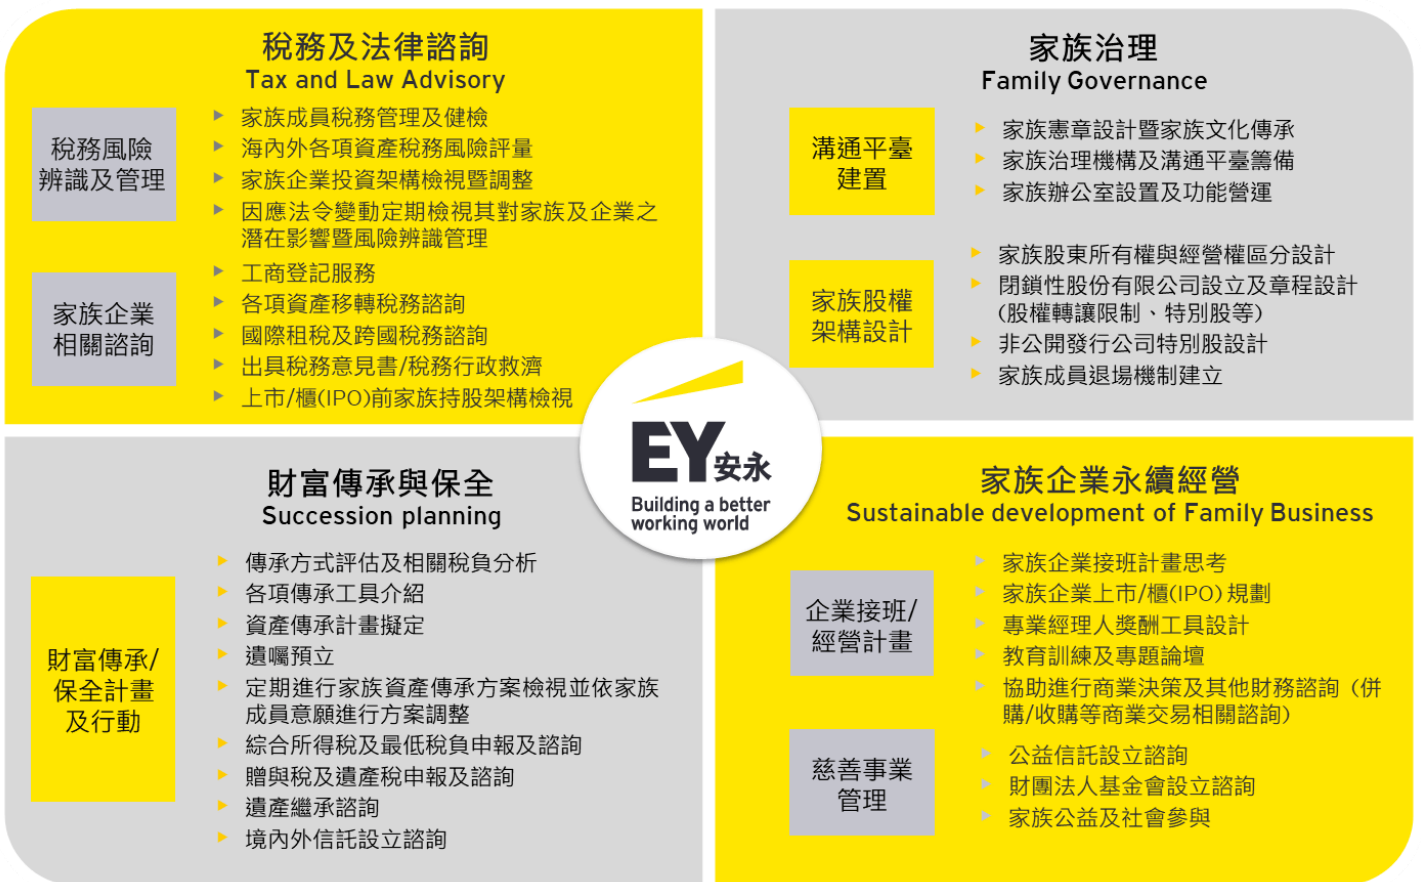 稅務及法律諮詢
Tax and Law Advisory
稅務風險
辨識及管理
家族成員稅務管理及健檢
海內外各項資產稅務風險評量
家族企業投資架構檢視暨調整
因應法令變動定期檢視其對家族及企業之
潛在影響暨風險辨識管理
家族企業
相關諮詢
工商登記服務
各項資產移轉稅務諮詢
國際租稅及跨國稅務諮詢
出具稅務意見書/稅務行政救濟
上市/櫃(IPO)前家族持股架構檢視
家族治理
Family Governance
溝通平臺
建置
家族憲章設計暨家族文化傳承
家族治理機構及溝通平臺籌備
家族辦公室設置及功能營運
家族股權
架構設計
家族股東所有權與經營權區分設計
閉鎖性股份有限公司設立及章程設計
(股權轉讓限制、特別股等)
非公開發行公司特別股設計
家族成員退場機制建立
EY安永
Building a better
working world
財富傳承與保全
Succession planning
財富傳承/
保全計畫
及行動
傳承方式評估及相關稅負分析
各項傳承工具介紹
資產傳承計畫擬定
遺囑預立
定期進行家族資產傳承方案檢視並依家族
成員意願進行方案調整
綜合所得稅及最低稅負申報及諮詢
贈與稅及遺產稅申報及諮詢
遺產繼承諮詢
境內外信託設立諮詢
家族企業永續經營
Sustainable development of Family Business
企業接班/
經營計畫
家族企業接班計畫思考
家族企業上市/櫃(IPO)規劃
專業經理人獎酬工具設計
教育訓練及專題論壇
協助進行商業決策及其他財務諮詢（併
購/收購等商業交易相關諮詢）
慈善事業
管理
公益信託設立諮詢
財團法人基金會設立諮詢
家族公益及社會參與